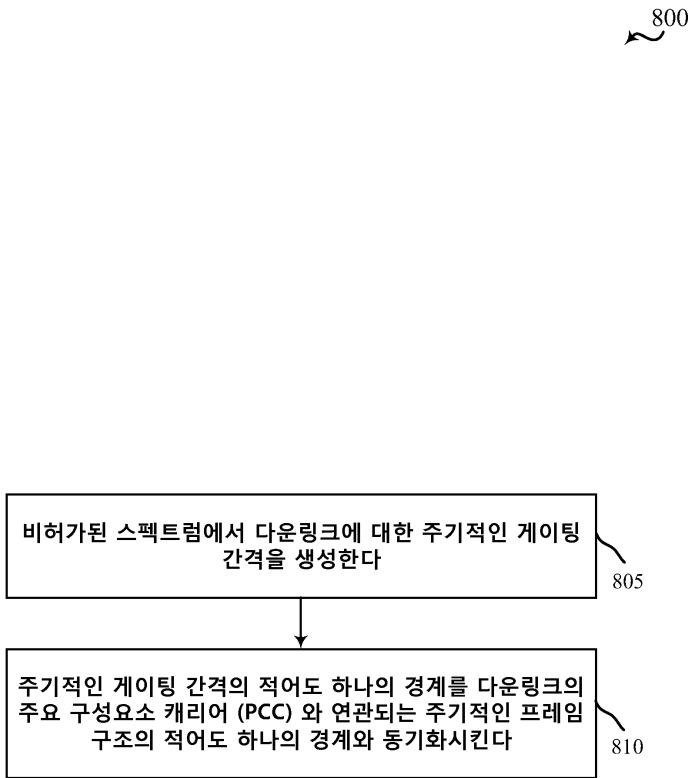 800
비허가된 스펙트럼에서 다운링크에 대한 주기적인 게이팅
간격을 생성한다
805
주기적인 게이팅 간격의 적어도 하나의 경계를 다운링크의
주요 구성요소 캐리어 (PCC) 와 연관되는 주기적인 프레임
구조의 적어도 하나의 경계와 동기화시킨다
810